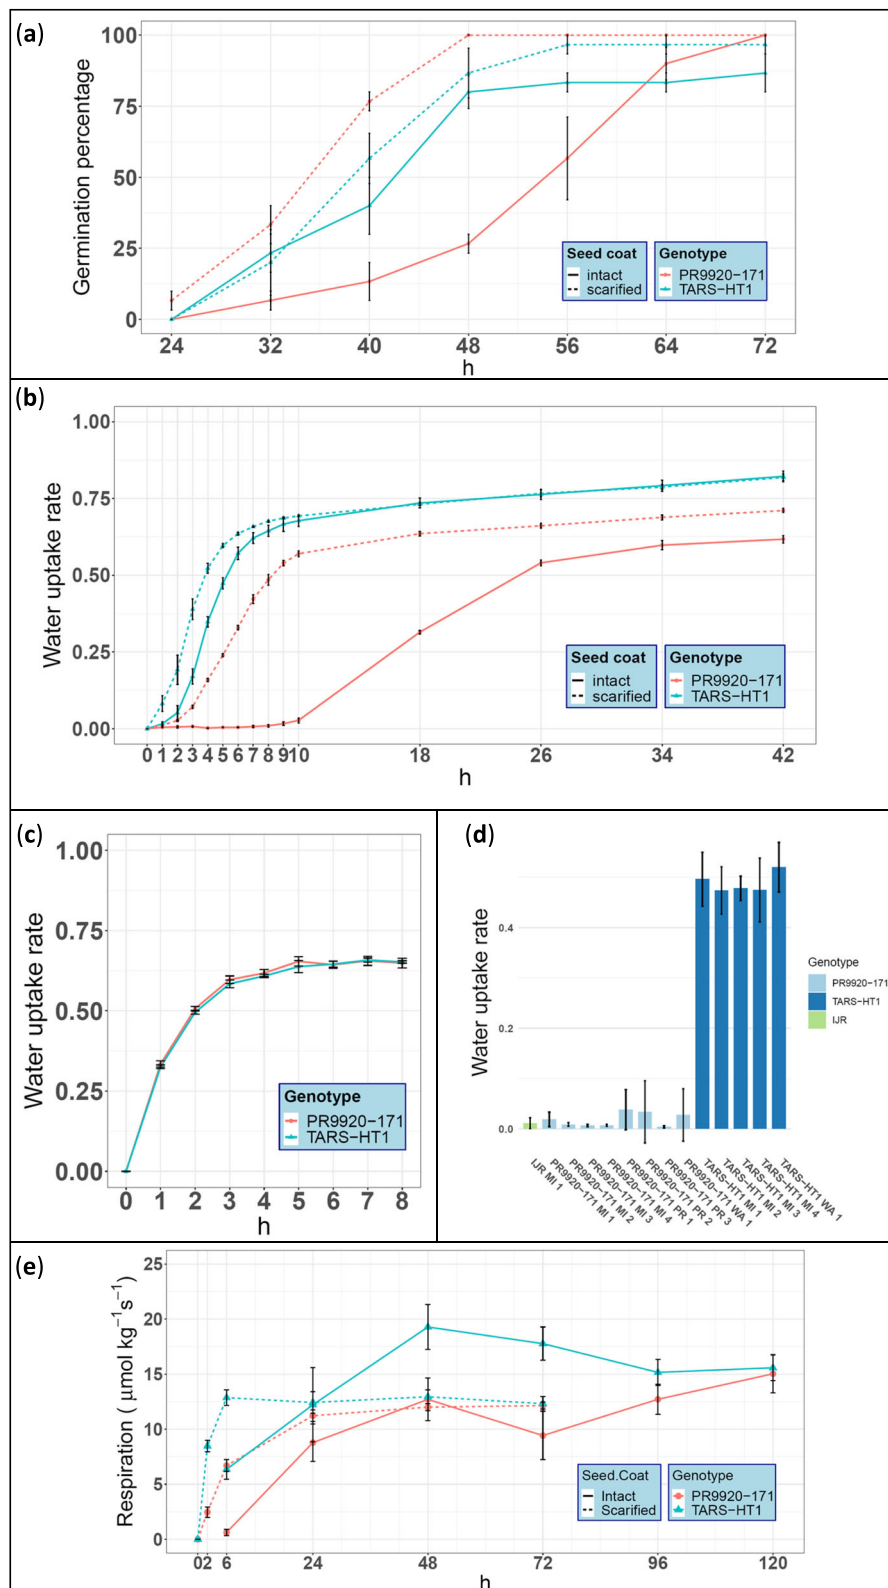 (a)
Germination percentage
100
75
50
25
0
24 32 40 48 56 64 72
h
Seed coat
intact
scarified
Genotype
PR9920−171
TARS−HT1
(b)
Water uptake rate
1.00
0.75
0.50
0.25
0.00
0 1 2 3 4 5 6 7 8 9 10 18 26 34 42
h
Seed coat
intact
scarified
Genotype
PR9920−171
TARS−HT1
(c)
Water uptake rate
1.00
0.75
0.50
0.25
0.00
0 1 2 3 4 5 6 7 8
h
Genotype
PR9920−171
TARS−HT1
(d)
Water uptake rate
0.4
0.2
0.0
IJR MI 1
PR9920−171 MI 1
PR9920−171 MI 2
PR9920−171 MI 3
PR9920−171 MI 4
PR9920−171 PR 1
PR9920−171 PR 2
PR9920−171 PR 3
PR9920−171 WA 1
TARS−HT1 MI 1
TARS−HT1 MI 2
TARS−HT1 MI 3
TARS−HT1 MI 4
TARS−HT1 WA 1
Genotype
PR9920−171
TARS−HT1
IJR
(e)
Respiration ( μmol kg⁻¹s⁻¹)
25
20
15
10
5
0
0 2 6 24 48 72 96 120
h
Seed.Coat
Intact
Scarified
Genotype
PR9920−171
TARS−HT1